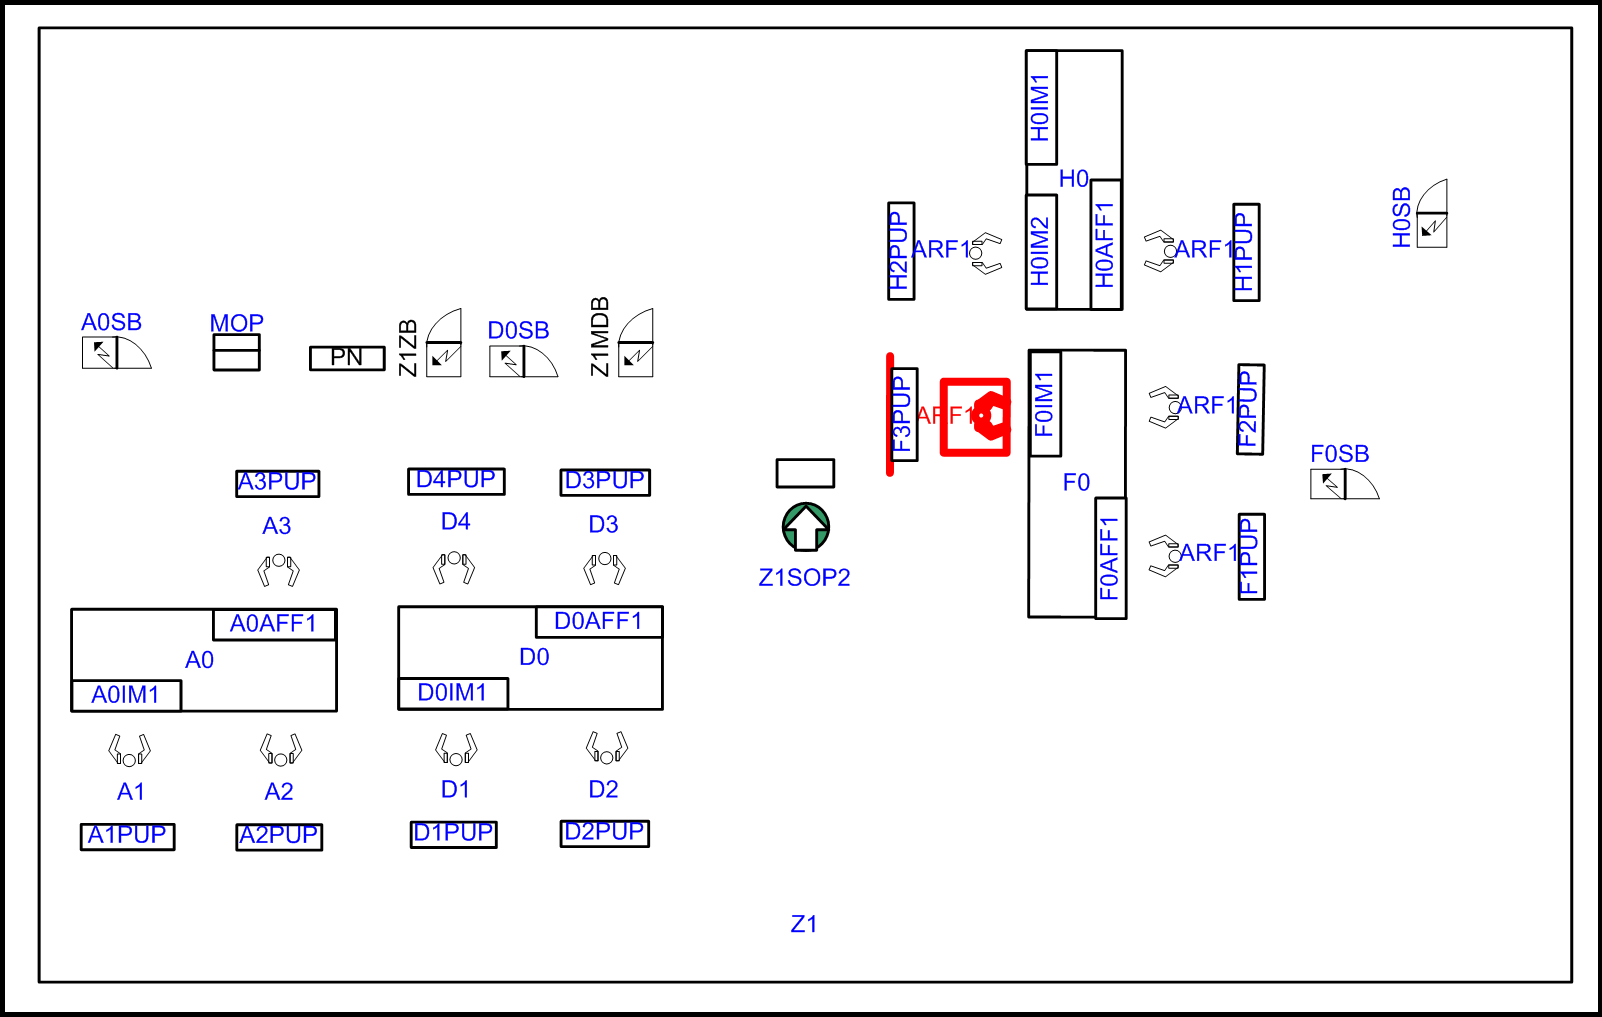 H0IM1
H0
H0SB
H2PUP
ARF1
H0IM2
H0AFF1
ARF1
H1PUP
A0SB
MOP
PN
Z1ZB
D0SB
Z1MDB
F3PUP
ARF1
F0IM1
ARF1
F2PUP
F0SB
A3PUP
D4PUP
D3PUP
F0
A3
D4
D3
Z1SOP2
F0AFF1
ARF1
F1PUP
A0AFF1
D0AFF1
A0
D0
A0IM1
D0IM1
A1
A2
D1
D2
A1PUP
A2PUP
D1PUP
D2PUP
Z1